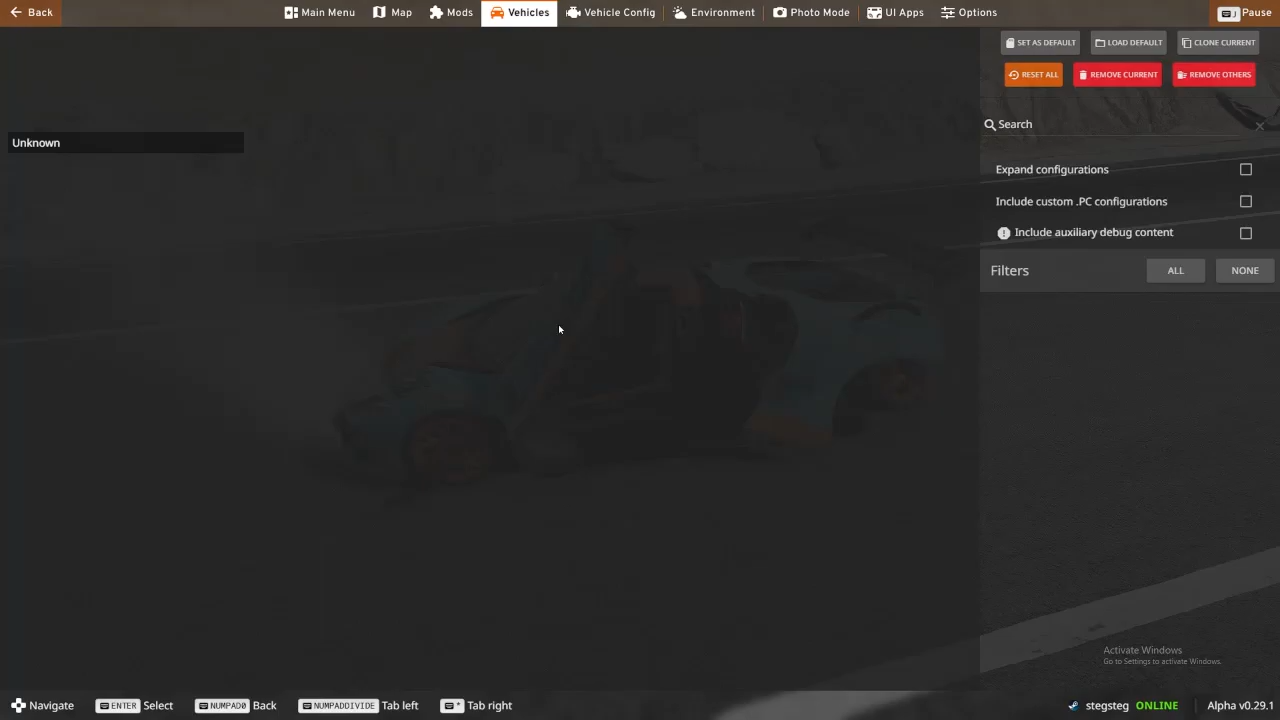 Back
Main Menu
Map
Mods
Vehicles
Vehicle Config
Environment
Photo Mode
UI Apps
Options
J Pause
SET AS DEFAULT
LOAD DEFAULT
CLONE CURRENT
RESET ALL
REMOVE CURRENT
REMOVE OTHERS
Search
Unknown
Expand configurations
Include custom .PC configurations
Include auxiliary debug content
Filters
ALL
NONE
Activate Windows
Go to Settings to activate Windows.
Navigate
ENTER Select
NUMPAD0 Back
NUMPADDIVIDE Tab left
* Tab right
stegsteg ONLINE
Alpha v0.29.1